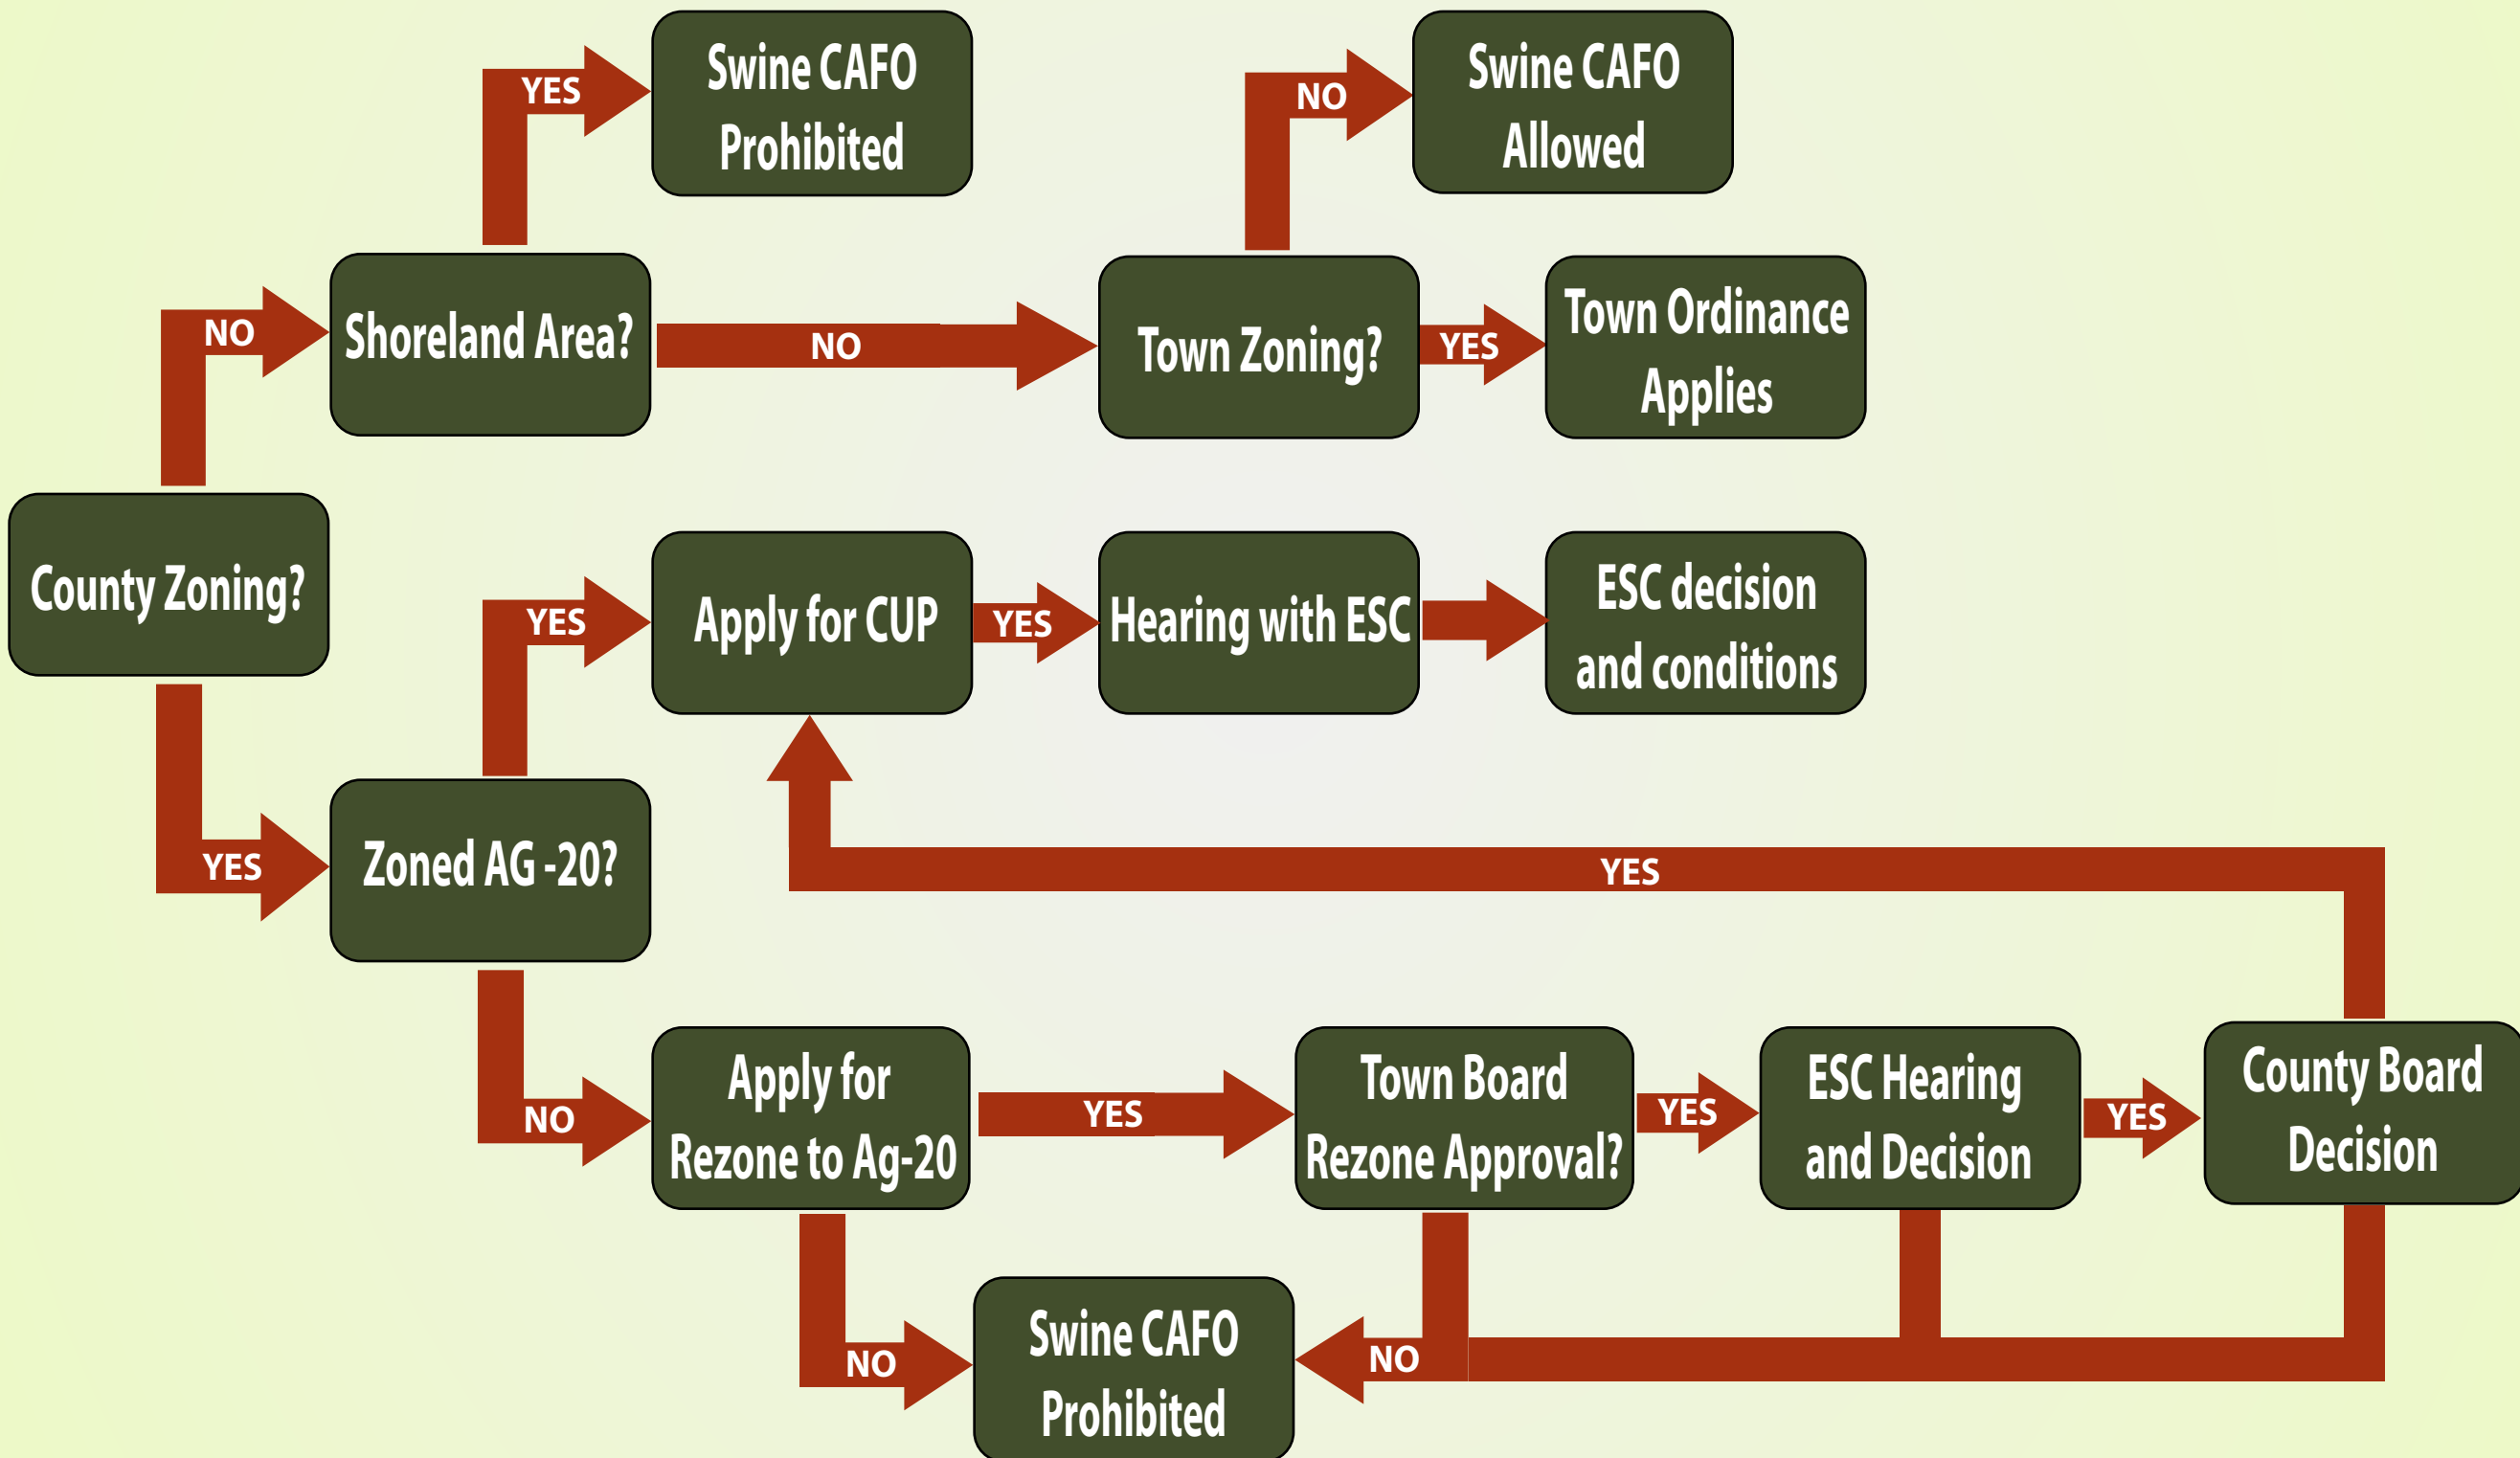 Swine CAFO
Prohibited
YES
Swine CAFO
Allowed
NO
Shoreland Area?
NO
NO
Town Zoning?
YES
Town Ordinance
Applies
County Zoning?
YES
Apply for CUP
YES
Hearing with ESC
ESC decision
and conditions
YES
Zoned AG -20?
YES
NO
Apply for
Rezone to Ag-20
YES
Town Board
Rezone Approval?
YES
ESC Hearing
and Decision
YES
County Board
Decision
NO
Swine CAFO
Prohibited
NO